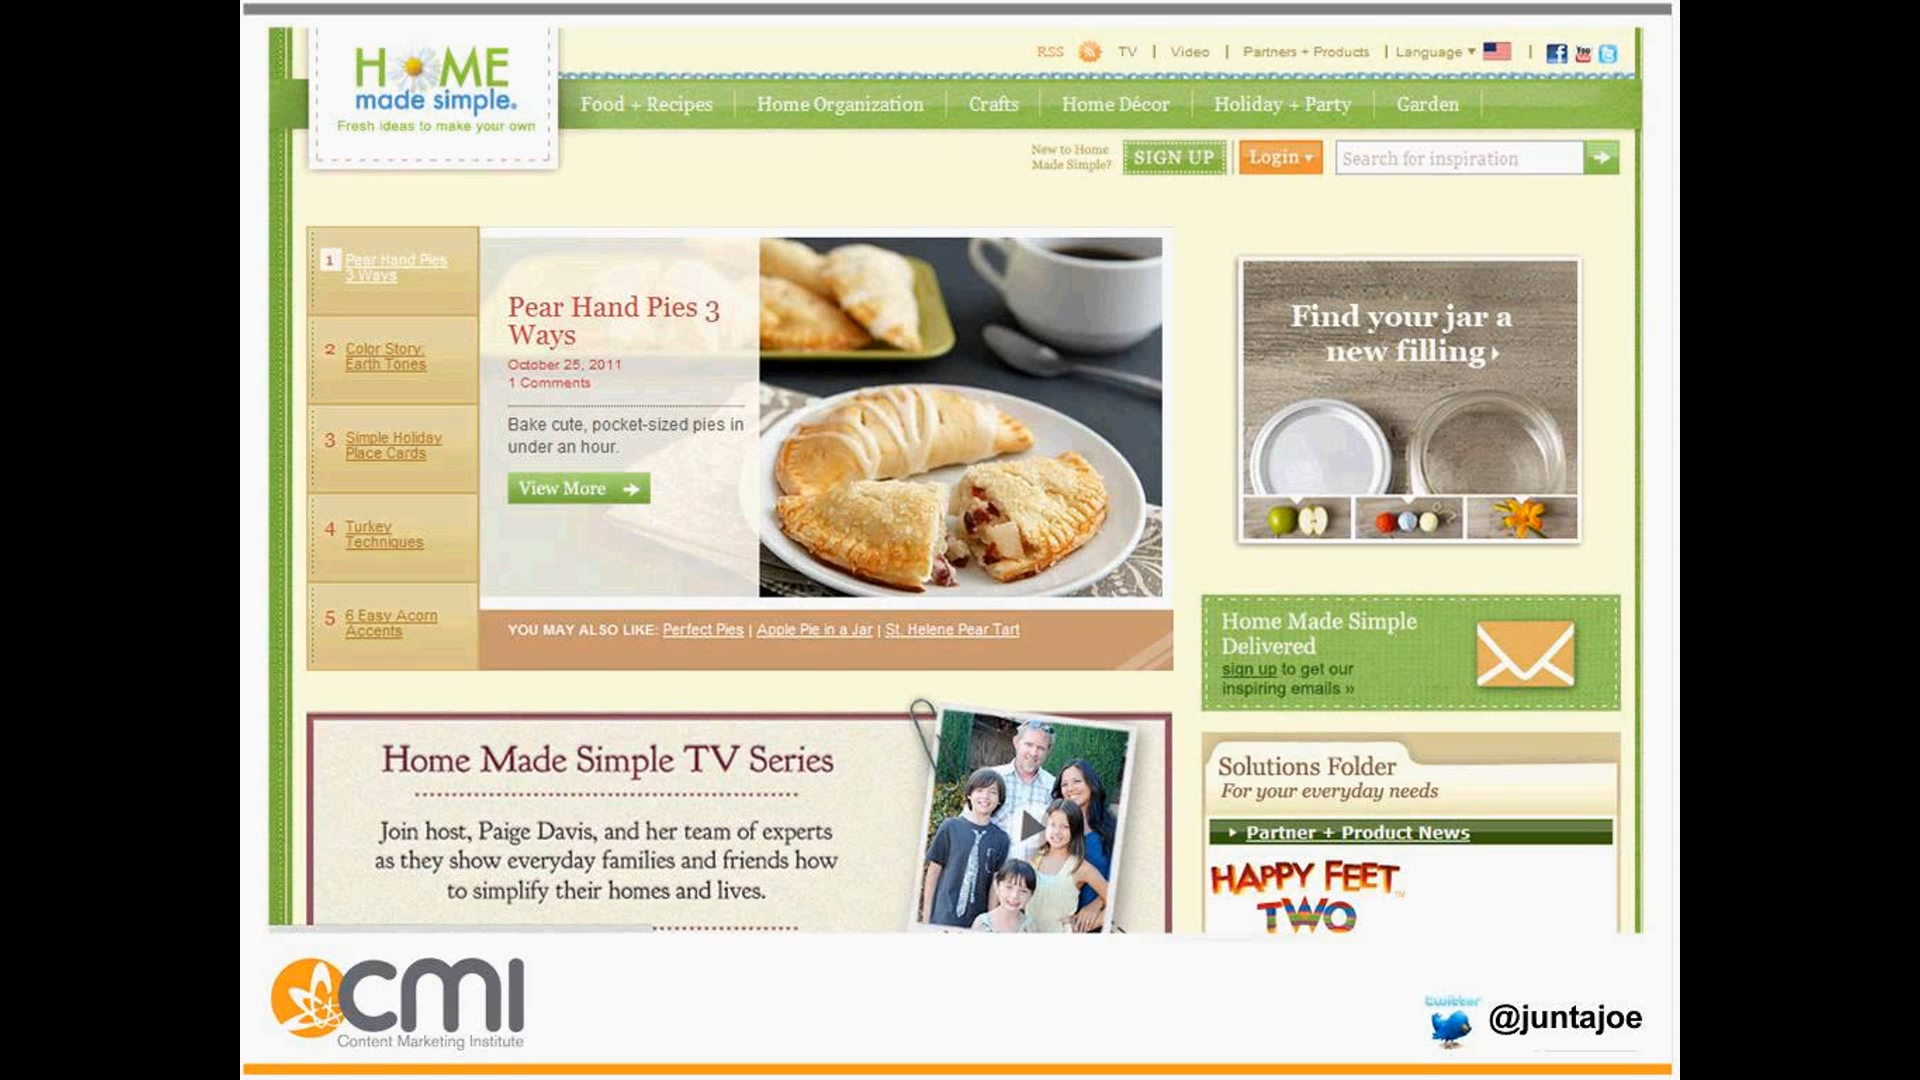 HOME
made simple.
Fresh ideas to make your own
RSS TV | Video | Partners + Products | Language |
Food + Recipes Home Organization Crafts Home Décor Holiday + Party Garden
New to Home
Made Simple?
SIGN UP
Login
Search for inspiration
1 Pear Hand Pies
3 Ways
2 Color Story:
Earth Tones
3 Simple Holiday
Place Cards
4 Turkey
Techniques
5 6 Easy Acorn
Accents
Pear Hand Pies 3
Ways
October 25, 2011
1 Comments
Bake cute, pocket-sized pies in
under an hour.
View More
YOU MAY ALSO LIKE: Perfect Pies | Apple Pie in a Jar | St. Helene Pear Tart
Find your jar a
new filling
Home Made Simple
Delivered
sign up to get our
inspiring emails »
Home Made Simple TV Series
Join host, Paige Davis, and her team of experts
as they show everyday families and friends how
to simplify their homes and lives.
Solutions Folder
For your everyday needs
Partner + Product News
HAPPY FEET
TWO
CMI
Content Marketing Institute
twitter
@juntajoe